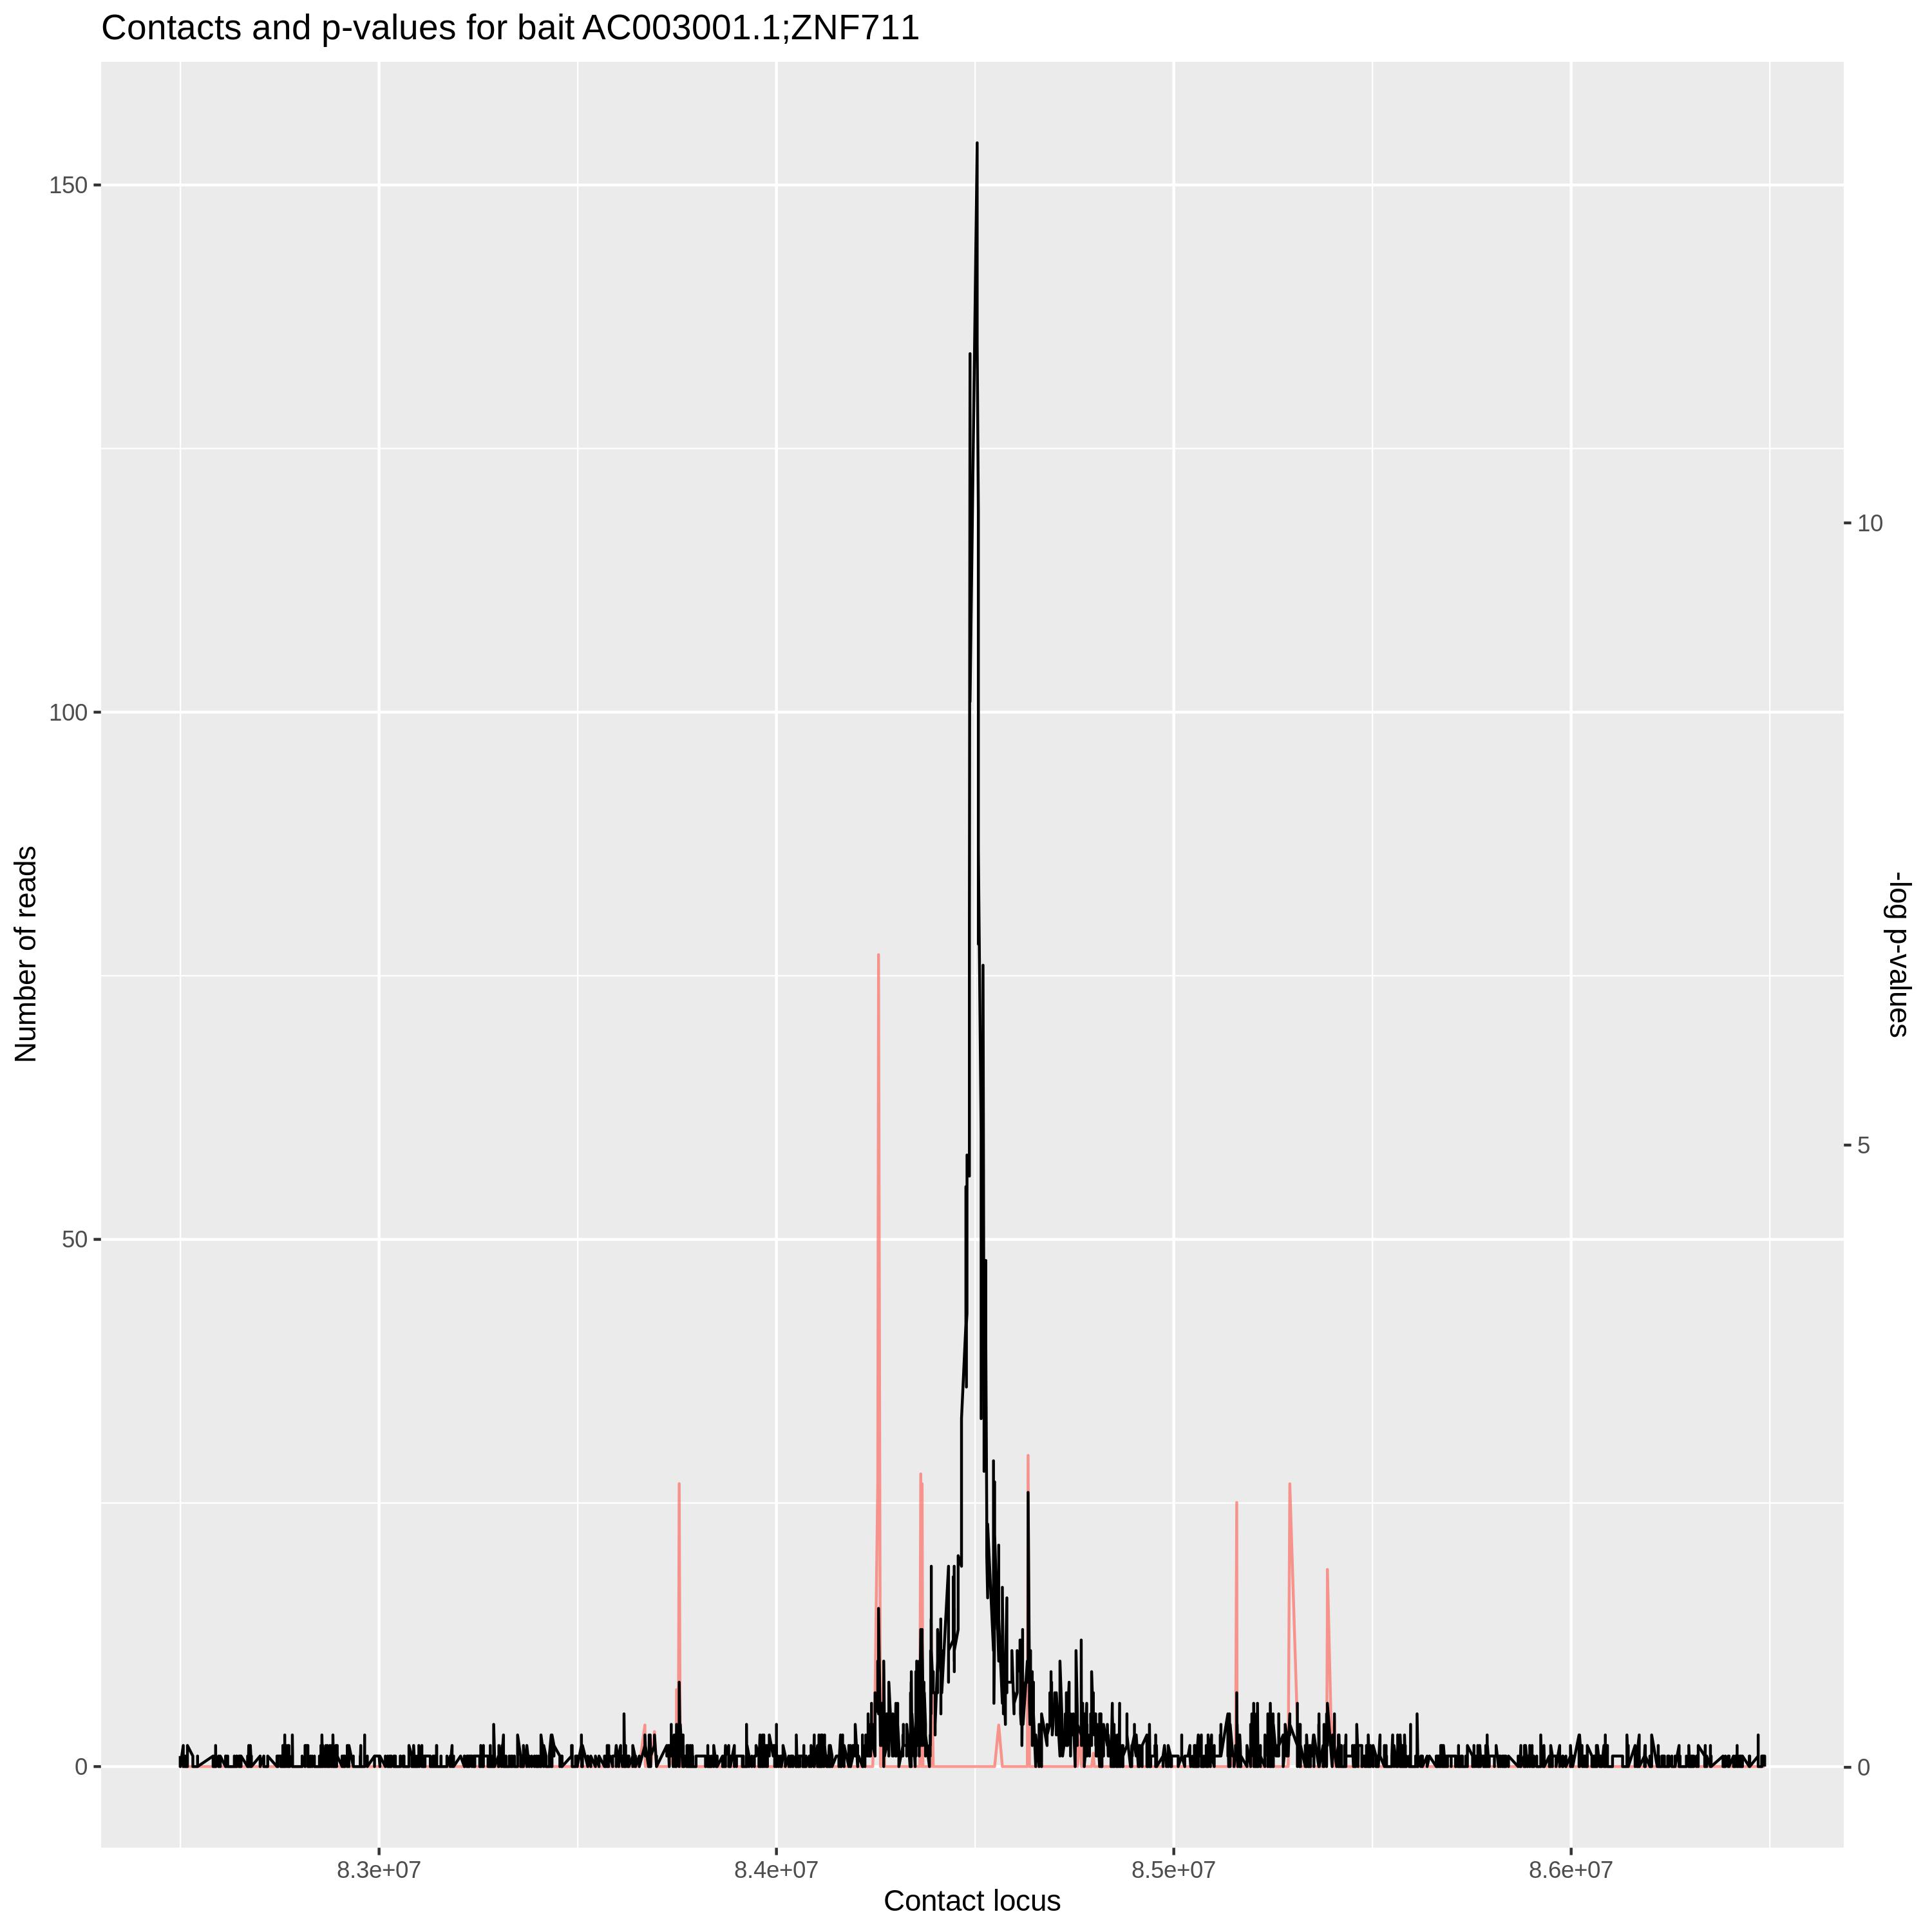 Contacts and p-values for bait AC003001.1;ZNF711
150
100
50
0
Number of reads
10
5
0
-log p-values
8.3e+07
8.4e+07
8.5e+07
8.6e+07
Contact locus